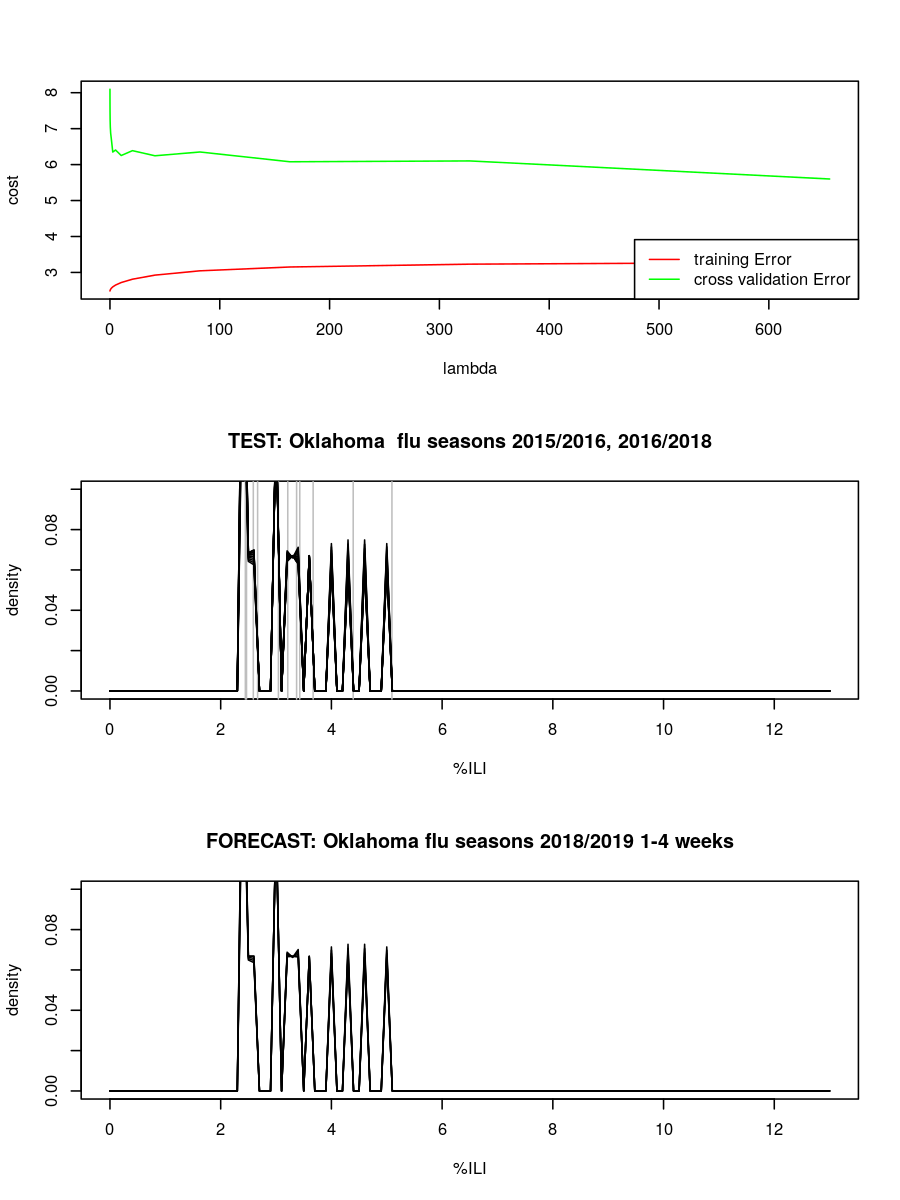 8
7
6
5
4
3
cost
training Error
cross validation Error
0 100 200 300 400 500 600
lambda
TEST: Oklahoma  flu seasons 2015/2016, 2016/2018
0.08
0.04
0.00
density
0 2 4 6 8 10 12
%ILI
FORECAST: Oklahoma flu seasons 2018/2019 1-4 weeks
0.08
0.04
0.00
density
0 2 4 6 8 10 12
%ILI